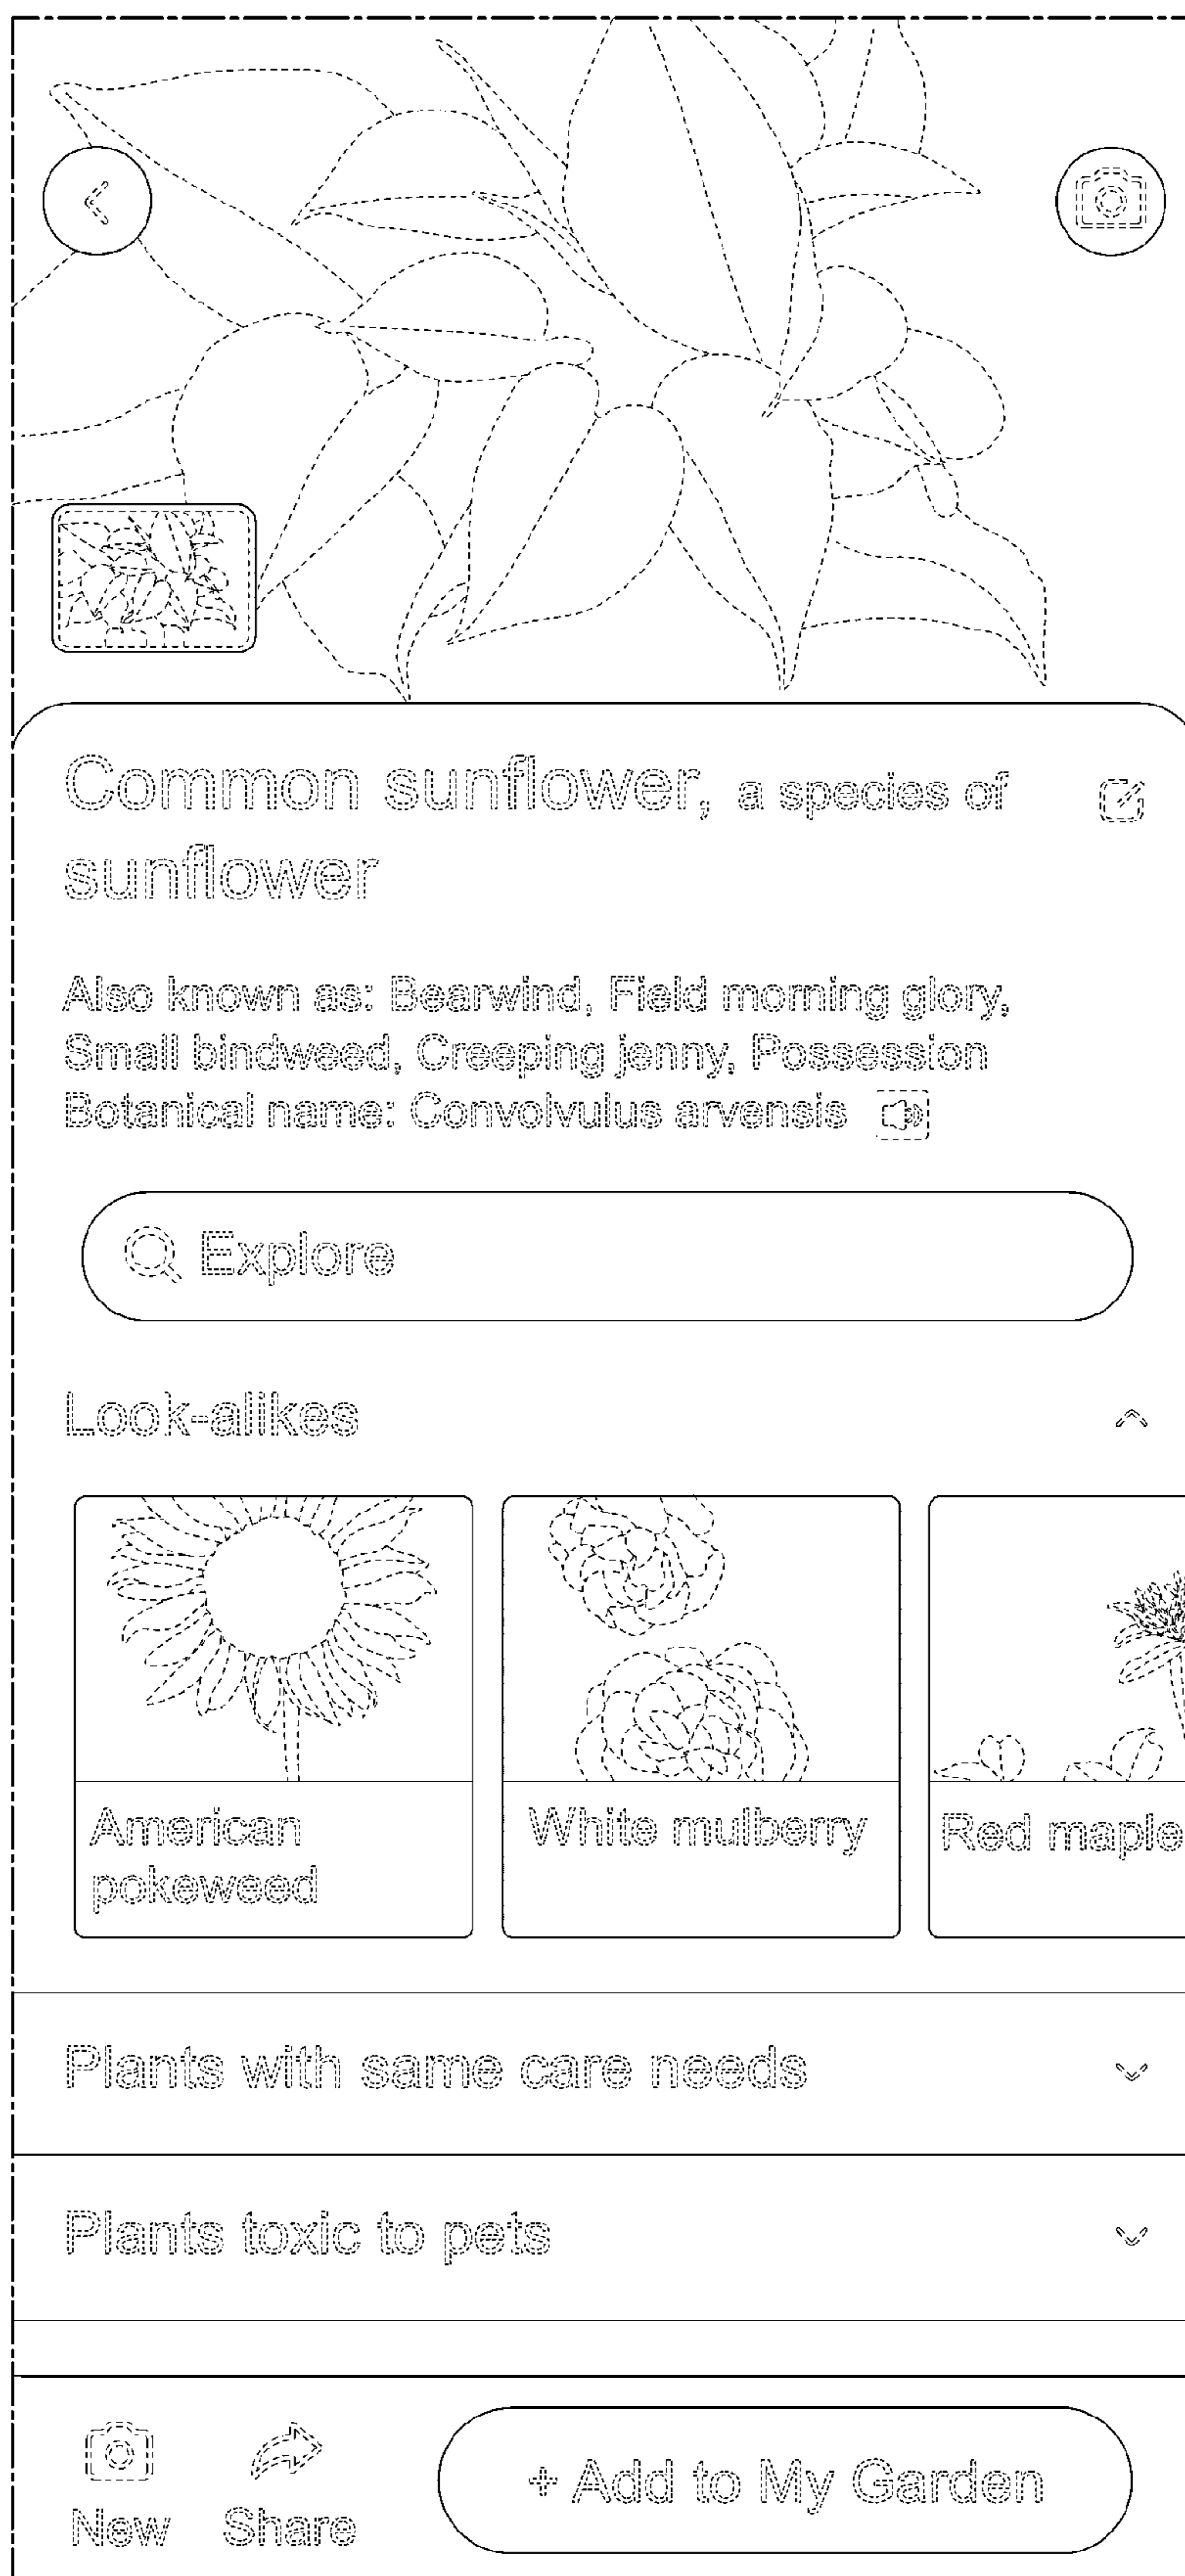 Common sunflower, a species of
sunflower
Also known as: Bearwind, Field morning glory,
Small bindweed, Creeping jenny, Possession
Botanical name: Convolvulus arvensis
Explore
Look-alikes
American
pokeweed
White mulberry
Red maple
Plants with same care needs
Plants toxic to pets
New
Share
+ Add to My Garden